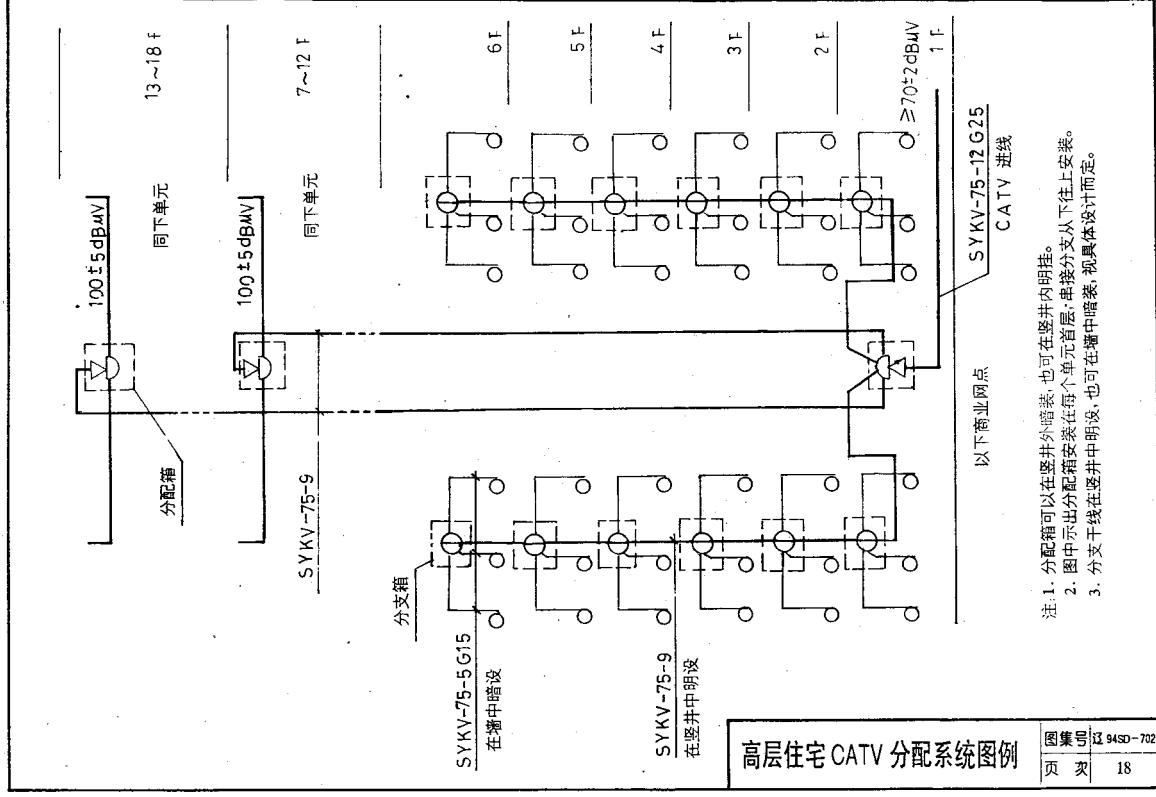 13~18 F
同下单元
100±5dBμV
分配箱
7~12 F
同下单元
100±5dBμV
SYKV-75-9
6 F
5 F
4 F
3 F
2 F
1 F
≥70±2dBμV
分支箱
SYKV-75-5 G15
在墙中暗设
SYKV-75-9
在竖井中明设
SYKV-75-12 G25
CATV 进线
以下商业网点
注:1. 分配箱可以在竖井外暗装,也可在竖井内明挂。
2. 图中示出分配箱安装在每个单元首层;串接分支从下往上安装。
3. 分支干线在竖井中明设,也可在墙中暗装,视具体设计而定。
高层住宅 CATV 分配系统图例
图集号 辽 94SD-702
页 次 18